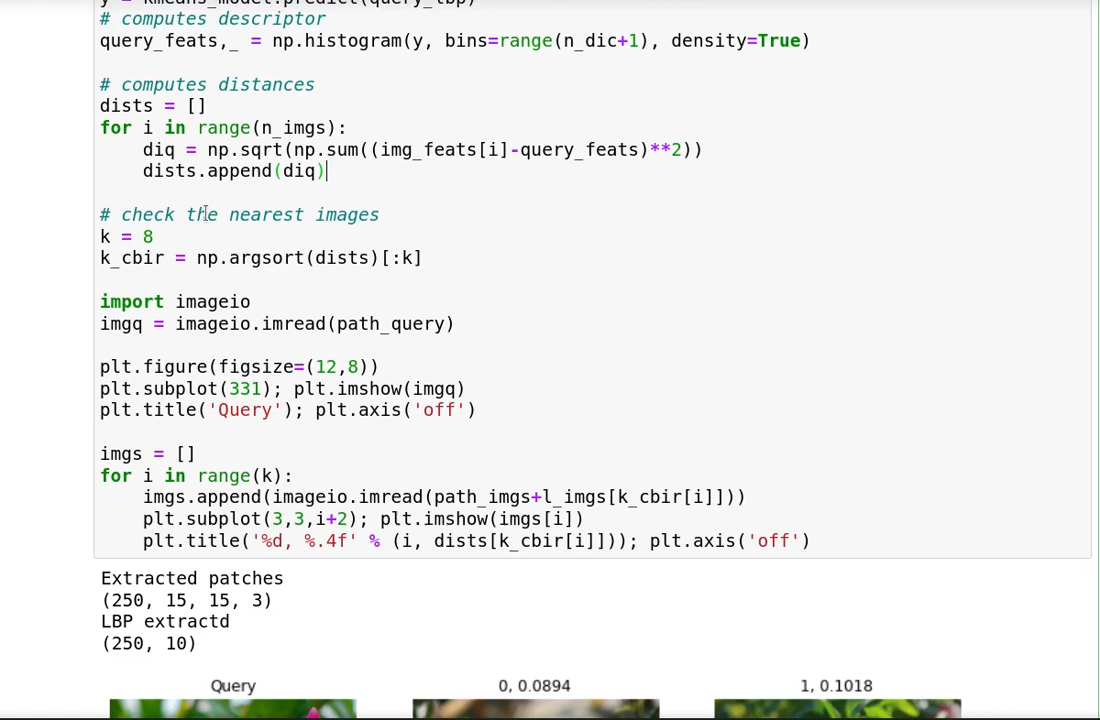 y = kmeans_model.predict(query_lbp)
# computes descriptor
query_feats,_ = np.histogram(y, bins=range(n_dic+1), density=True)
# computes distances
dists = []
for i in range(n_imgs):
    diq = np.sqrt(np.sum((img_feats[i]-query_feats)**2))
    dists.append(diq)
# check the nearest images
k = 8
k_cbir = np.argsort(dists)[:k]
import imageio
imgq = imageio.imread(path_query)
plt.figure(figsize=(12,8))
plt.subplot(331); plt.imshow(imgq)
plt.title('Query'); plt.axis('off')
imgs = []
for i in range(k):
    imgs.append(imageio.imread(path_imgs+l_imgs[k_cbir[i]]))
    plt.subplot(3,3,i+2); plt.imshow(imgs[i])
    plt.title('%d, %.4f' % (i, dists[k_cbir[i]])); plt.axis('off')
Extracted patches
(250, 15, 15, 3)
LBP extractd
(250, 10)
Query 0, 0.0894 1, 0.1018